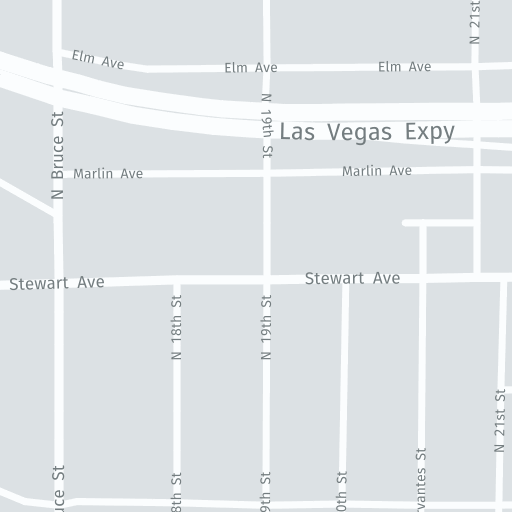 N 21st
Elm Ave
Elm Ave
Elm Ave
N 19th St
Las Vegas Expy
N Bruce St
Marlin Ave
Marlin Ave
Stewart Ave
Stewart Ave
N 18th St
N 19th St
N 21st St
uce St
8th St
9th St
0th St
vantes St